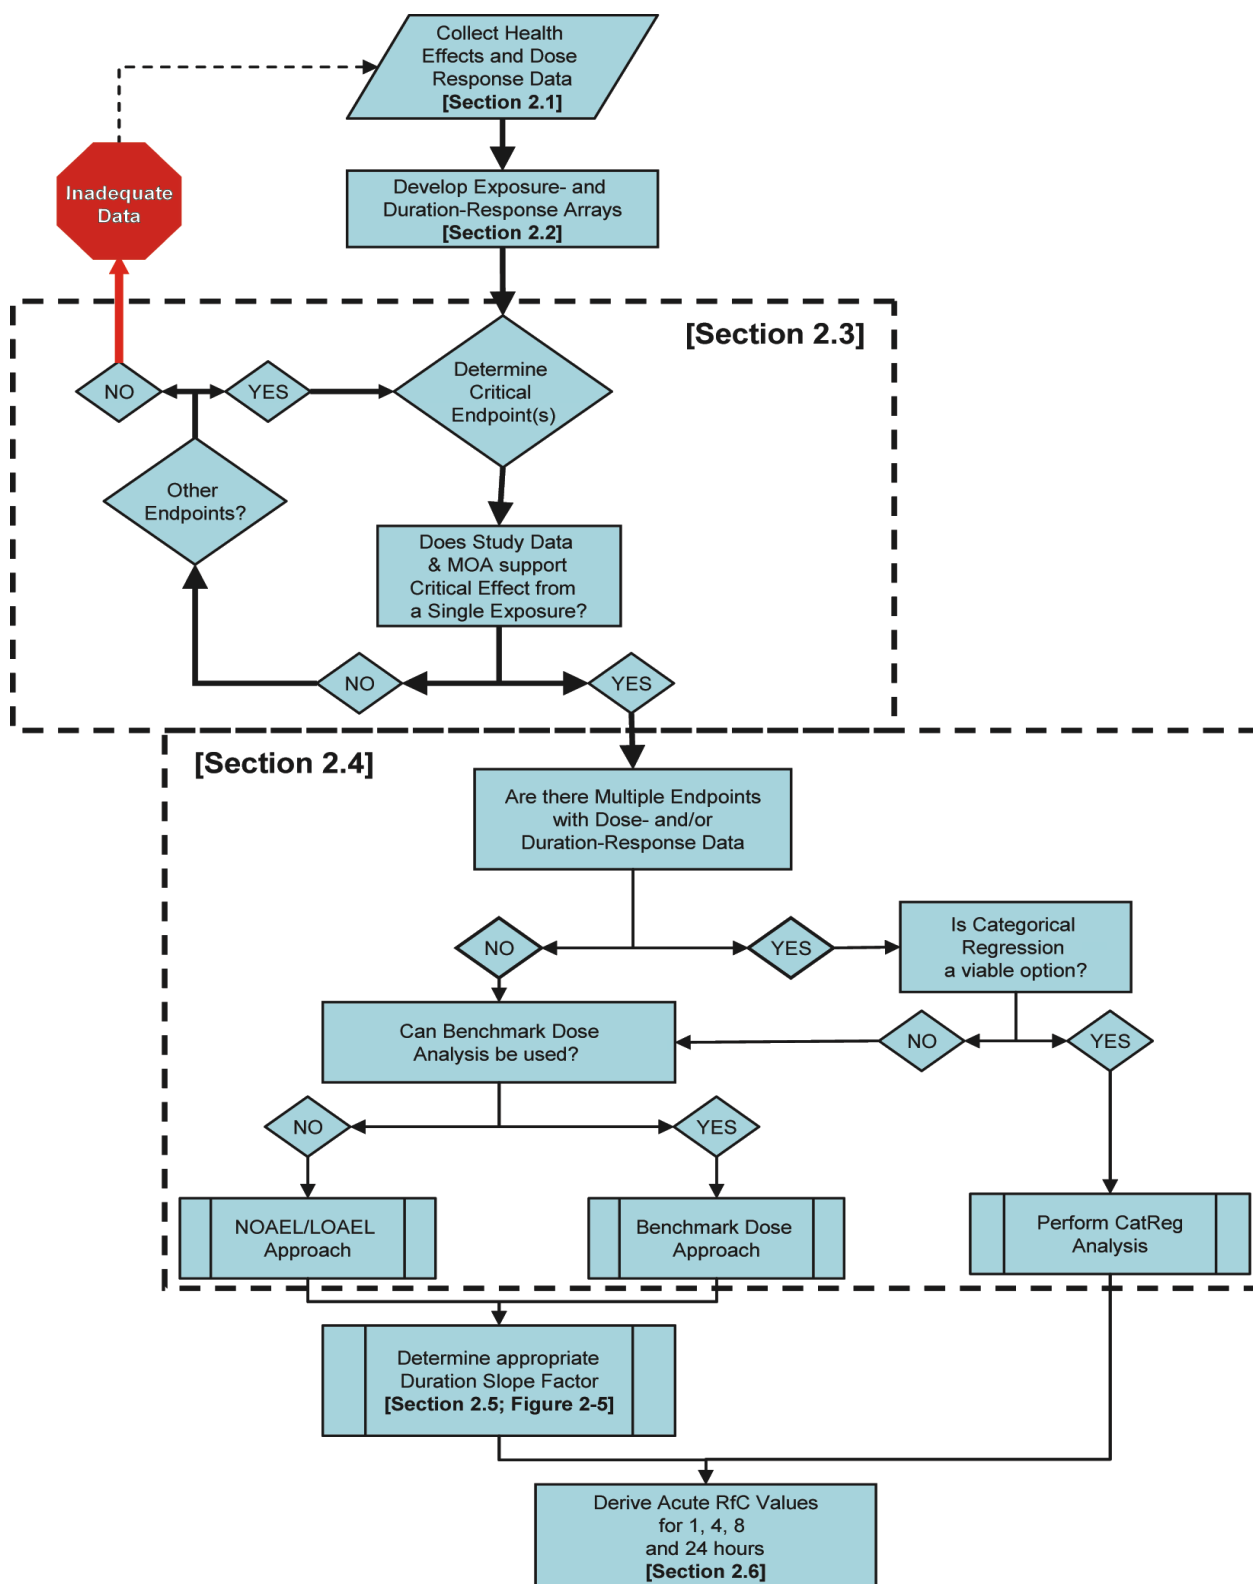 Collect Health
Effects and Dose
Response Data
[Section 2.1]
Inadequate
Data
Develop Exposure- and
Duration-Response Arrays
[Section 2.2]
[Section 2.3]
Determine
Critical
Endpoint(s)
NO
YES
Other
Endpoints?
Does Study Data
& MOA support
Critical Effect from
a Single Exposure?
NO
YES
[Section 2.4]
Are there Multiple Endpoints
with Dose- and/or
Duration-Response Data
NO
YES
Is Categorical
Regression
a viable option?
Can Benchmark Dose
Analysis be used?
NO
YES
NO
YES
NOAEL/LOAEL
Approach
Benchmark Dose
Approach
Perform CatReg
Analysis
Determine appropriate
Duration Slope Factor
[Section 2.5; Figure 2-5]
Derive Acute RfC Values
for 1, 4, 8
and 24 hours
[Section 2.6]